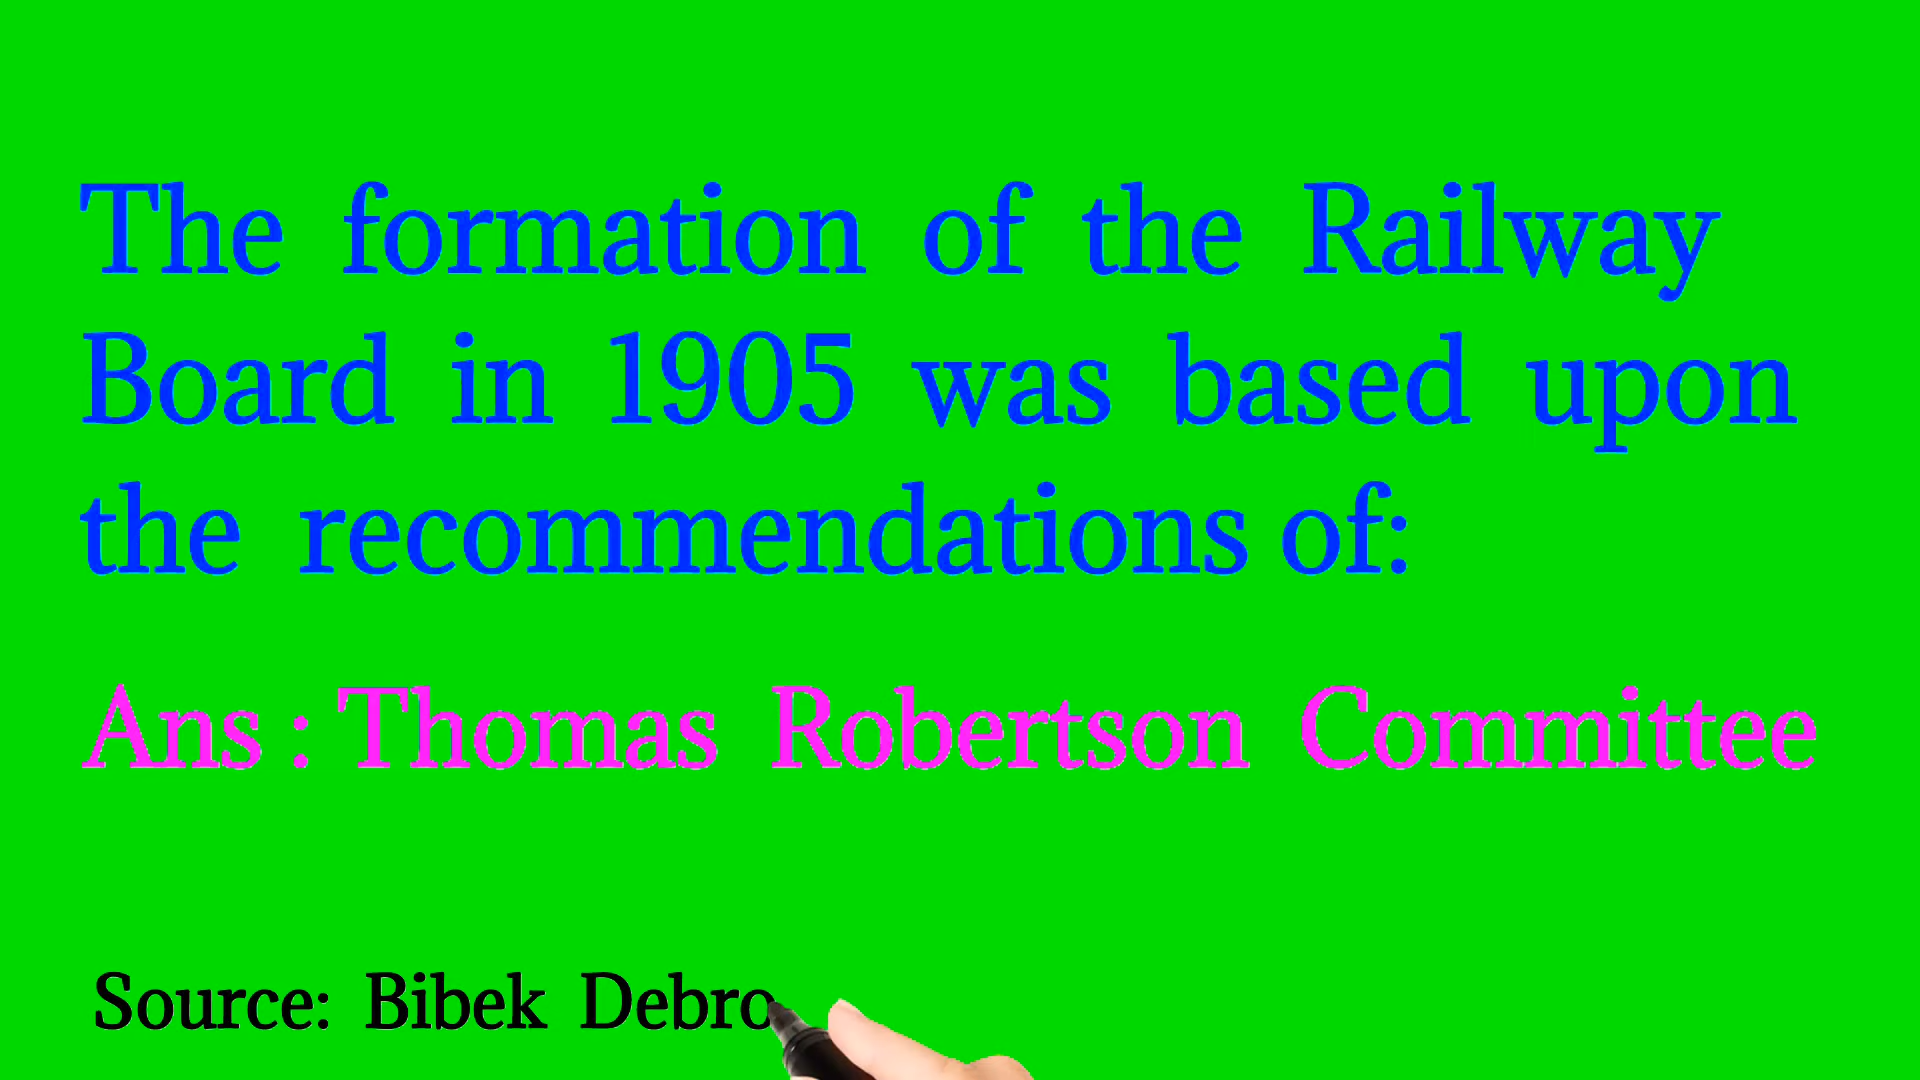 The formation of the Railway
Board in 1905 was based upon
the recommendations of:
Ans : Thomas Robertson Committee
Source: Bibek Debro